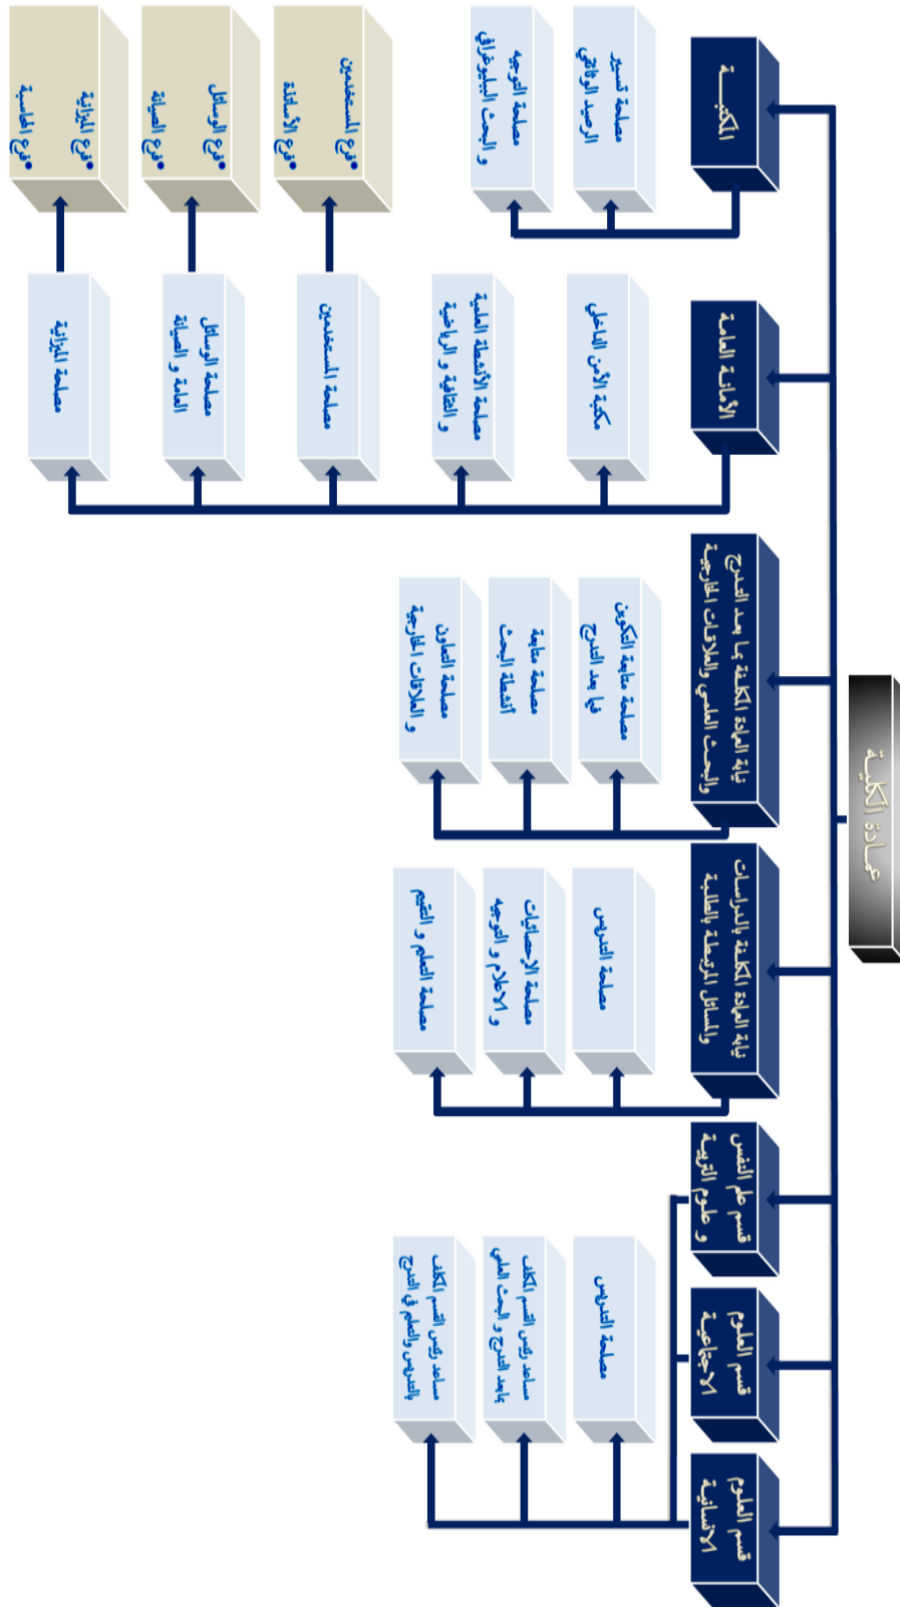 عمادة الكلية
قسم العلوم
الانسانية
قسم العلوم
الاجتماعية
قسم علم النفس
و علوم التربية
نيابة العمادة المكلفة بالدراسات
والمسائل المرتبطة بالطلبة
نيابة العمادة المكلفة بما بعد التدرج
والبحث العلمي والعلاقات الخارجية
الأمانة العامة
المكتبة
مصلحة التدريس
مساعد رئيس القسم المكلف
بما بعد التدرج و البحث العلمي
مساعد رئيس القسم المكلف
بالتدريس والتعليم في التدرج
مصلحة التدريس
مصلحة الإحصائيات
و الاعلام و التوجيه
مصلحة التعليم و التقييم
مصلحة متابعة التكوين
فيما بعد التدرج
مصلحة متابعة
أنشطة البحث
مصلحة التعاون
و العلاقات الخارجية
مكتبة الأمن الداخلي
مصلحة الأنشطة العلمية
و الثقافية و الرياضية
مصلحة المستخدمين
مصلحة الوسائل
العامة و الصيانة
مصلحة الميزانية
مصلحة تسيير
الرصيد الوثائقي
مصلحة التوجيه
و البحث البيليوغرافي
•فرع المستخدمين
•فرع الأساتذة
•فرع الوسائل
•فرع الصيانة
•فرع الميزانية
•فرع المحاسبة